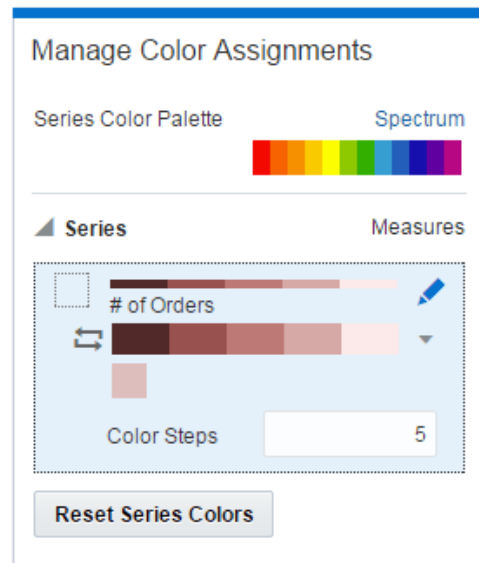 Manage Color Assignments
Series Color Palette Spectrum
Series Measures
# of Orders
Color Steps 5
Reset Series Colors